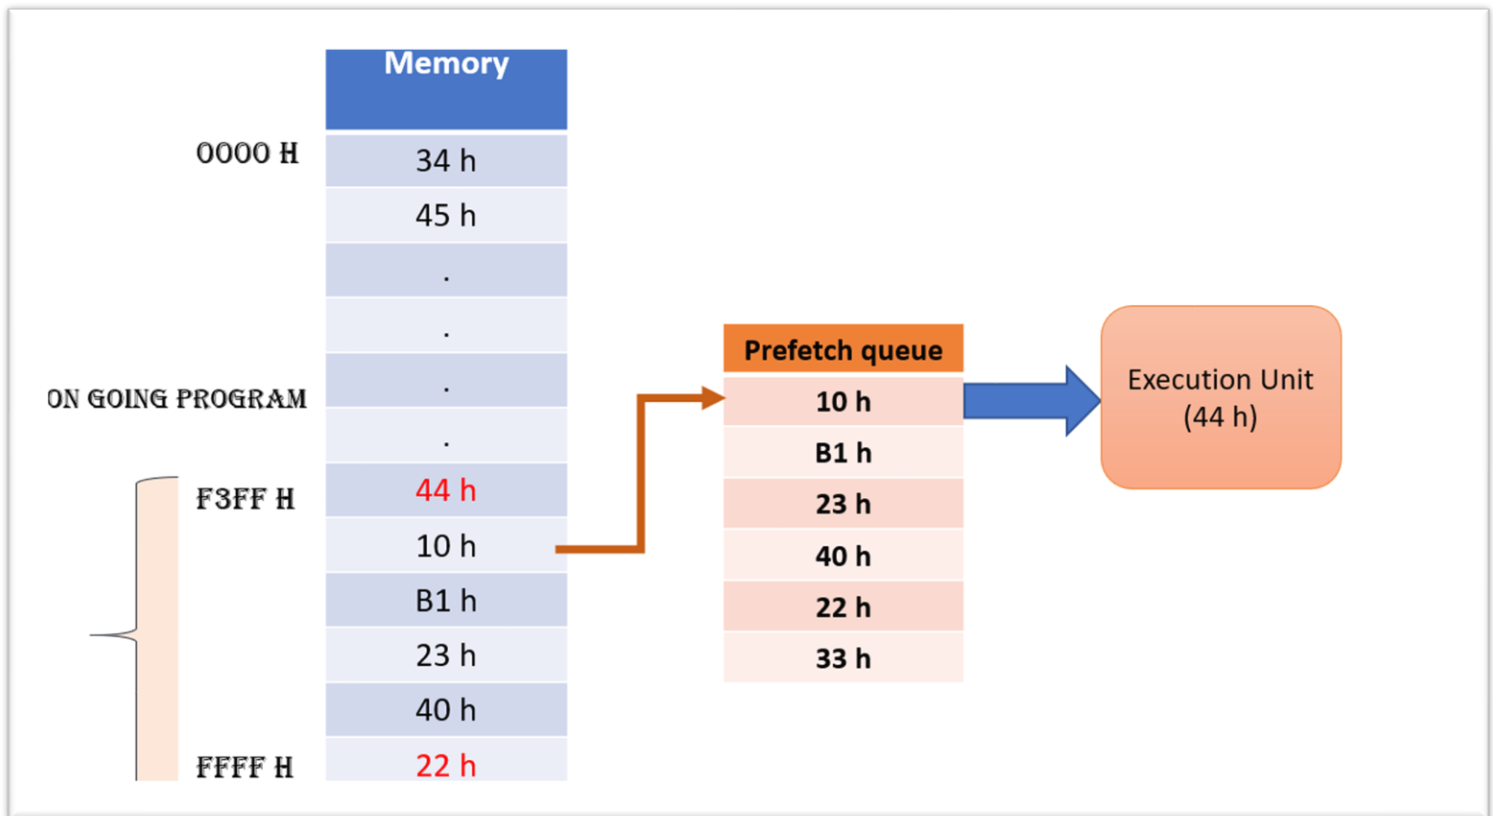 Memory
0000 H
34 h
45 h
.
.
.
ON GOING PROGRAM
.
F3FF H
44 h
10 h
B1 h
23 h
40 h
FFFF H
22 h
Prefetch queue
10 h
B1 h
23 h
40 h
22 h
33 h
Execution Unit
(44 h)